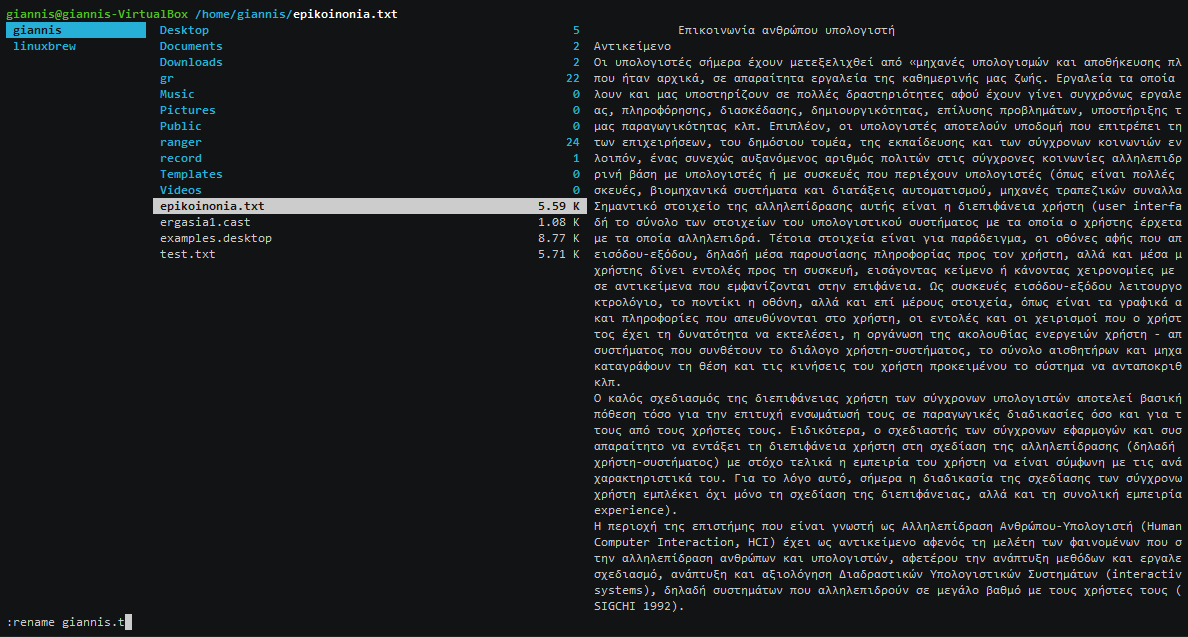 giannis@giannis-VirtualBox /home/giannis/epikoinonia.txt
giannis
linuxbrew
Desktop 5
Documents 2
Downloads 2
gr 22
Music 0
Pictures 0
Public 0
ranger 24
record 1
Templates 0
Videos 0
epikoinonia.txt 5.59 K
ergasia1.cast 1.08 K
examples.desktop 8.77 K
test.txt 5.71 K
Επικοινωνία ανθρώπου υπολογιστή
Αντικείμενο
Οι υπολογιστές σήμερα έχουν μετεξελιχθεί από «μηχανές υπολογισμών και αποθήκευσης πλ
που ήταν αρχικά, σε απαραίτητα εργαλεία της καθημερινής μας ζωής. Εργαλεία τα οποία
λουν και μας υποστηρίζουν σε πολλές δραστηριότητες αφού έχουν γίνει συγχρόνως εργαλε
ας, πληροφόρησης, διασκέδασης, δημιουργικότητας, επίλυσης προβλημάτων, υποστήριξης τ
μας παραγωγικότητας κλπ. Επιπλέον, οι υπολογιστές αποτελούν υποδομή που επιτρέπει τη
των επιχειρήσεων, του δημόσιου τομέα, της εκπαίδευσης και των σύγχρονων κοινωνιών εν
λοιπόν, ένας συνεχώς αυξανόμενος αριθμός πολιτών στις σύγχρονες κοινωνίες αλληλεπιδρ
ρινή βάση με υπολογιστές ή με συσκευές που περιέχουν υπολογιστές (όπως είναι πολλές
σκευές, βιομηχανικά συστήματα και διατάξεις αυτοματισμού, μηχανές τραπεζικών συναλλα
Σημαντικό στοιχείο της αλληλεπίδρασης αυτής είναι η διεπιφάνεια χρήστη (user interfa
δή το σύνολο των στοιχείων του υπολογιστικού συστήματος με τα οποία ο χρήστης έρχετα
με τα οποία αλληλεπιδρά. Τέτοια στοιχεία είναι για παράδειγμα, οι οθόνες αφής που απ
εισόδου-εξόδου, δηλαδή μέσα παρουσίασης πληροφορίας προς τον χρήστη, αλλά και μέσα μ
χρήστης δίνει εντολές προς τη συσκευή, εισάγοντας κείμενο ή κάνοντας χειρονομίες με
σε αντικείμενα που εμφανίζονται στην επιφάνεια. Ως συσκευές εισόδου-εξόδου λειτουργο
κτρολόγιο, το ποντίκι η οθόνη, αλλά και επί μέρους στοιχεία, όπως είναι τα γραφικά α
και πληροφορίες που απευθύνονται στο χρήστη, οι εντολές και οι χειρισμοί που ο χρήστ
τος έχει τη δυνατότητα να εκτελέσει, η οργάνωση της ακολουθίας ενεργειών χρήστη - απ
συστήματος που συνθέτουν το διάλογο χρήστη-συστήματος, το σύνολο αισθητήρων και μηχα
καταγράφουν τη θέση και τις κινήσεις του χρήστη προκειμένου το σύστημα να ανταποκριθ
κλπ.
Ο καλός σχεδιασμός της διεπιφάνειας χρήστη των σύγχρονων υπολογιστών αποτελεί βασική
πόθεση τόσο για την επιτυχή ενσωμάτωσή τους σε παραγωγικές διαδικασίες όσο και για τ
τους από τους χρήστες τους. Ειδικότερα, ο σχεδιαστής των σύγχρονων εφαρμογών και συσ
απαραίτητο να εντάξει τη διεπιφάνεια χρήστη στη σχεδίαση της αλληλεπίδρασης (δηλαδή
χρήστη-συστήματος) με στόχο τελικά η εμπειρία του χρήστη να είναι σύμφωνη με τις ανά
χαρακτηριστικά του. Για το λόγο αυτό, σήμερα η διαδικασία της σχεδίασης των σύγχρονω
χρήστη εμπλέκει όχι μόνο τη σχεδίαση της διεπιφάνειας, αλλά και τη συνολική εμπειρία
experience).
Η περιοχή της επιστήμης που είναι γνωστή ως Αλληλεπίδραση Ανθρώπου-Υπολογιστή (Human
Computer Interaction, HCI) έχει ως αντικείμενο αφενός τη μελέτη των φαινομένων που σ
την αλληλεπίδραση ανθρώπων και υπολογιστών, αφετέρου την ανάπτυξη μεθόδων και εργαλε
σχεδιασμό, ανάπτυξη και αξιολόγηση Διαδραστικών Υπολογιστικών Συστημάτων (interactiv
systems), δηλαδή συστημάτων που αλληλεπιδρούν σε μεγάλο βαθμό με τους χρήστες τους (
SIGCHI 1992).
:rename giannis.t